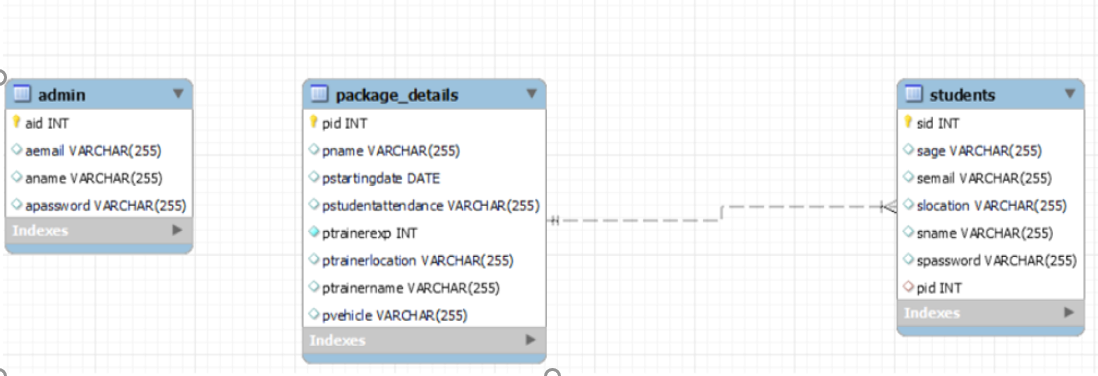 admin
aid INT
aemail VARCHAR(255)
aname VARCHAR(255)
apassword VARCHAR(255)
Indexes
package_details
pid INT
pname VARCHAR(255)
pstartingdate DATE
pstudentattendance VARCHAR(255)
ptrainerexp INT
ptrainerlocation VARCHAR(255)
ptrainername VARCHAR(255)
pvehicle VARCHAR(255)
Indexes
students
sid INT
sage VARCHAR(255)
semail VARCHAR(255)
slocation VARCHAR(255)
sname VARCHAR(255)
spassword VARCHAR(255)
pid INT
Indexes